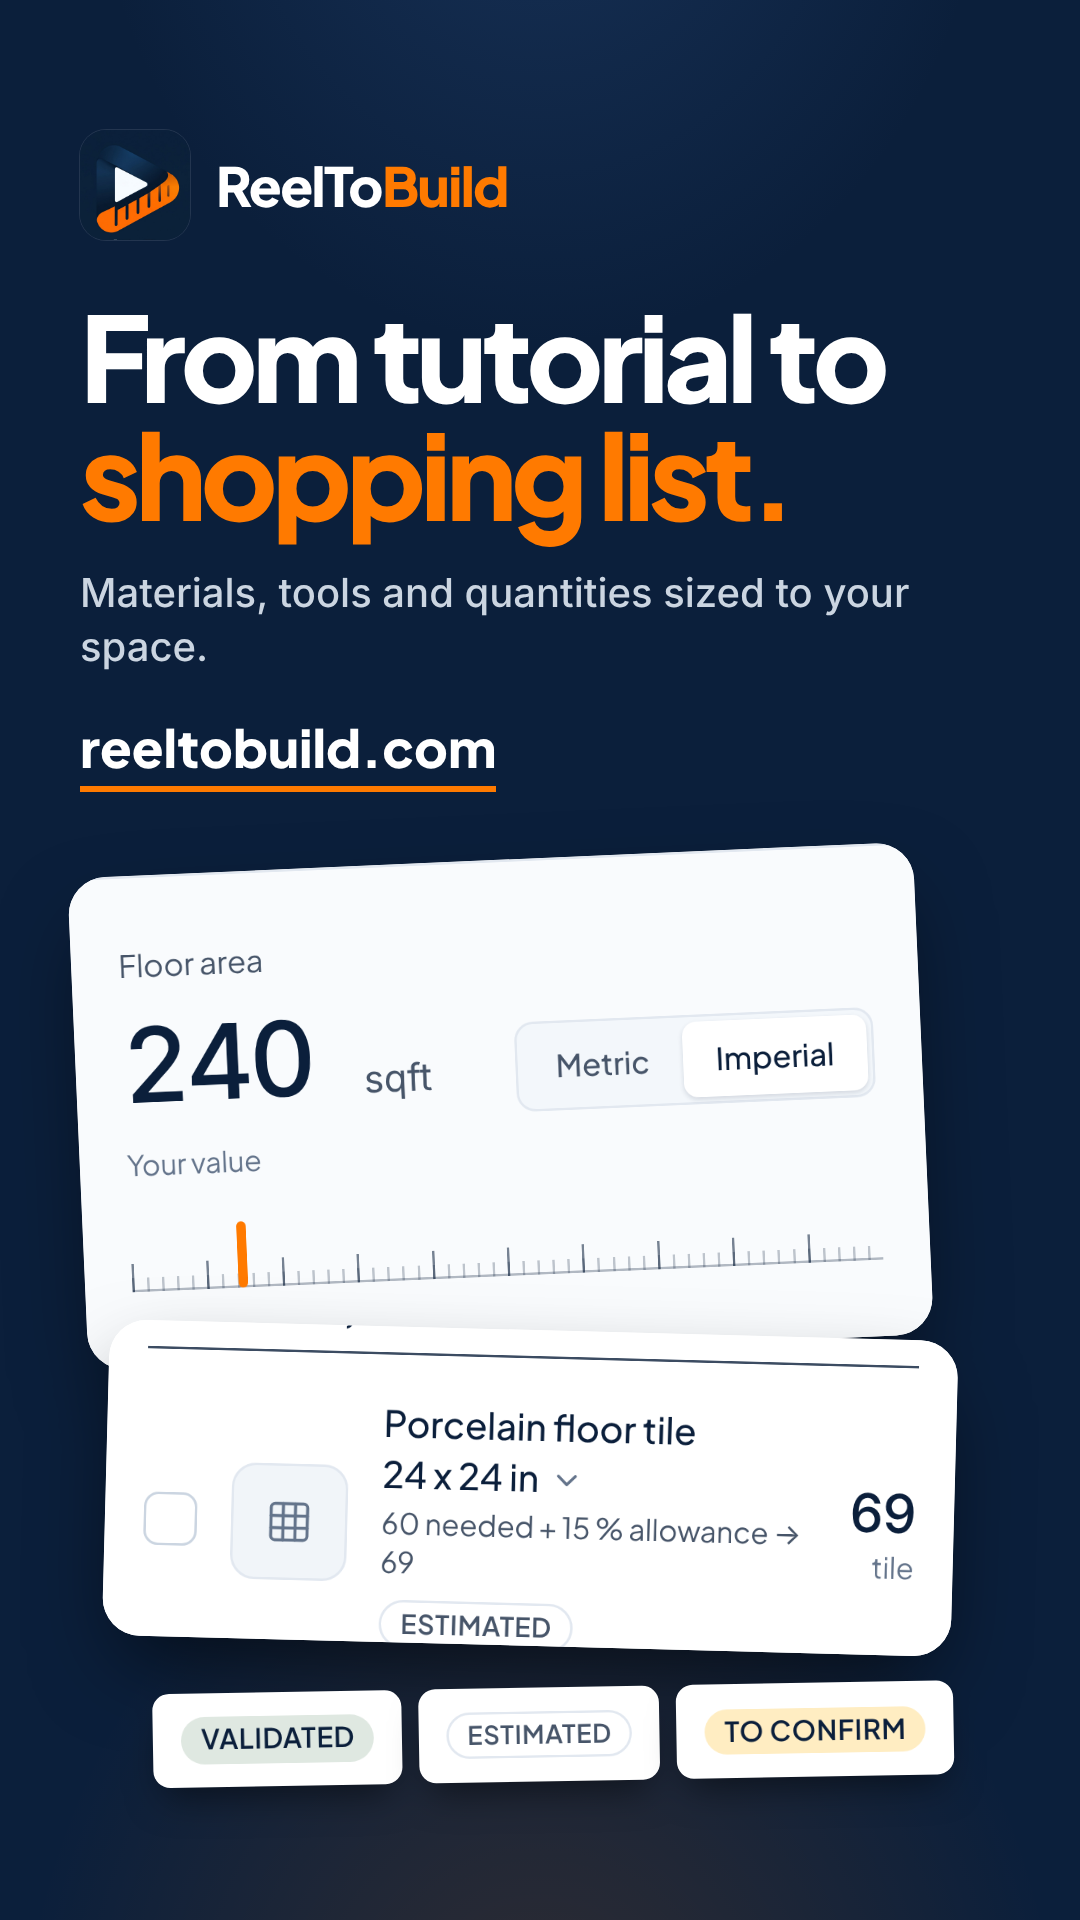 ReelToBuild
From tutorial to
shopping list.
Materials, tools and quantities sized to your
space.
reeltobuild.com
Floor area
240 sqft
Metric Imperial
Your value
Porcelain floor tile
24 x 24 in
60 needed + 15 % allowance →
69
69
tile
ESTIMATED
VALIDATED
ESTIMATED
TO CONFIRM